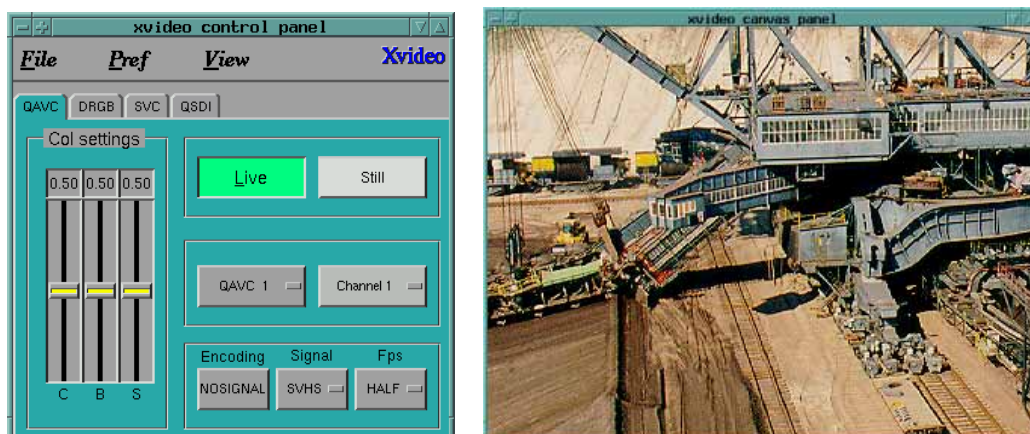 xvideo control panel
File Pref View Xvideo
QAVC DRGB SVC QSDI
Col settings
Live Still
0.50 0.50 0.50
QAVC 1 Channel 1
Encoding Signal Fps
NOSIGNAL SVHS HALF
C B S
xvideo canvas panel